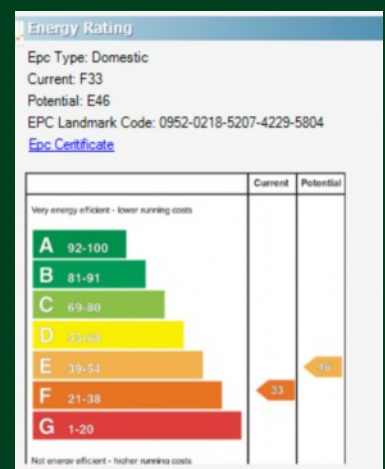 Energy Rating
Epc Type: Domestic
Current: F33
Potential: E46
EPC Landmark Code: 0952-0218-5207-4229-5804
Epc Certificate
Current Potential
Very energy efficient - lower running costs
A 92-100
B 81-91
C 69-80
D 55-68
E 39-54
46
F 21-38
33
G 1-20
Not energy efficient - higher running costs